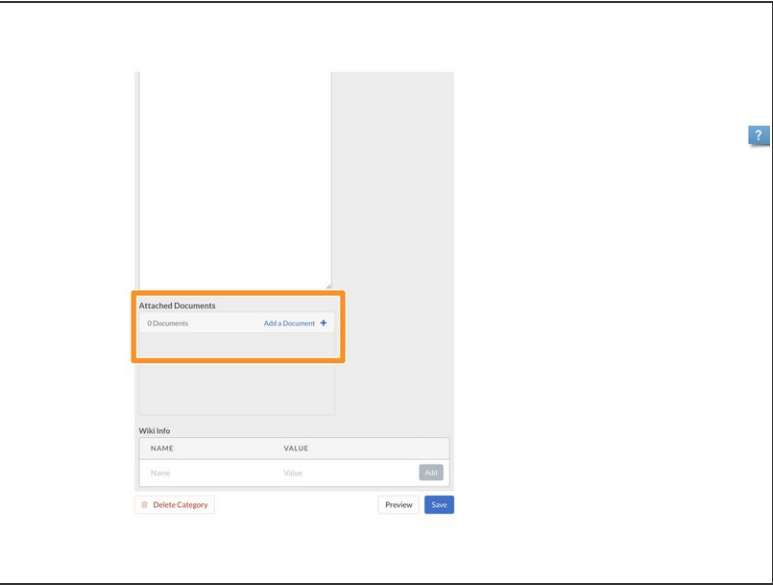 ?
Attached Documents
0 Documents Add a Document +
Wiki Info
NAME VALUE
Name Value Add
Delete Category Preview Save